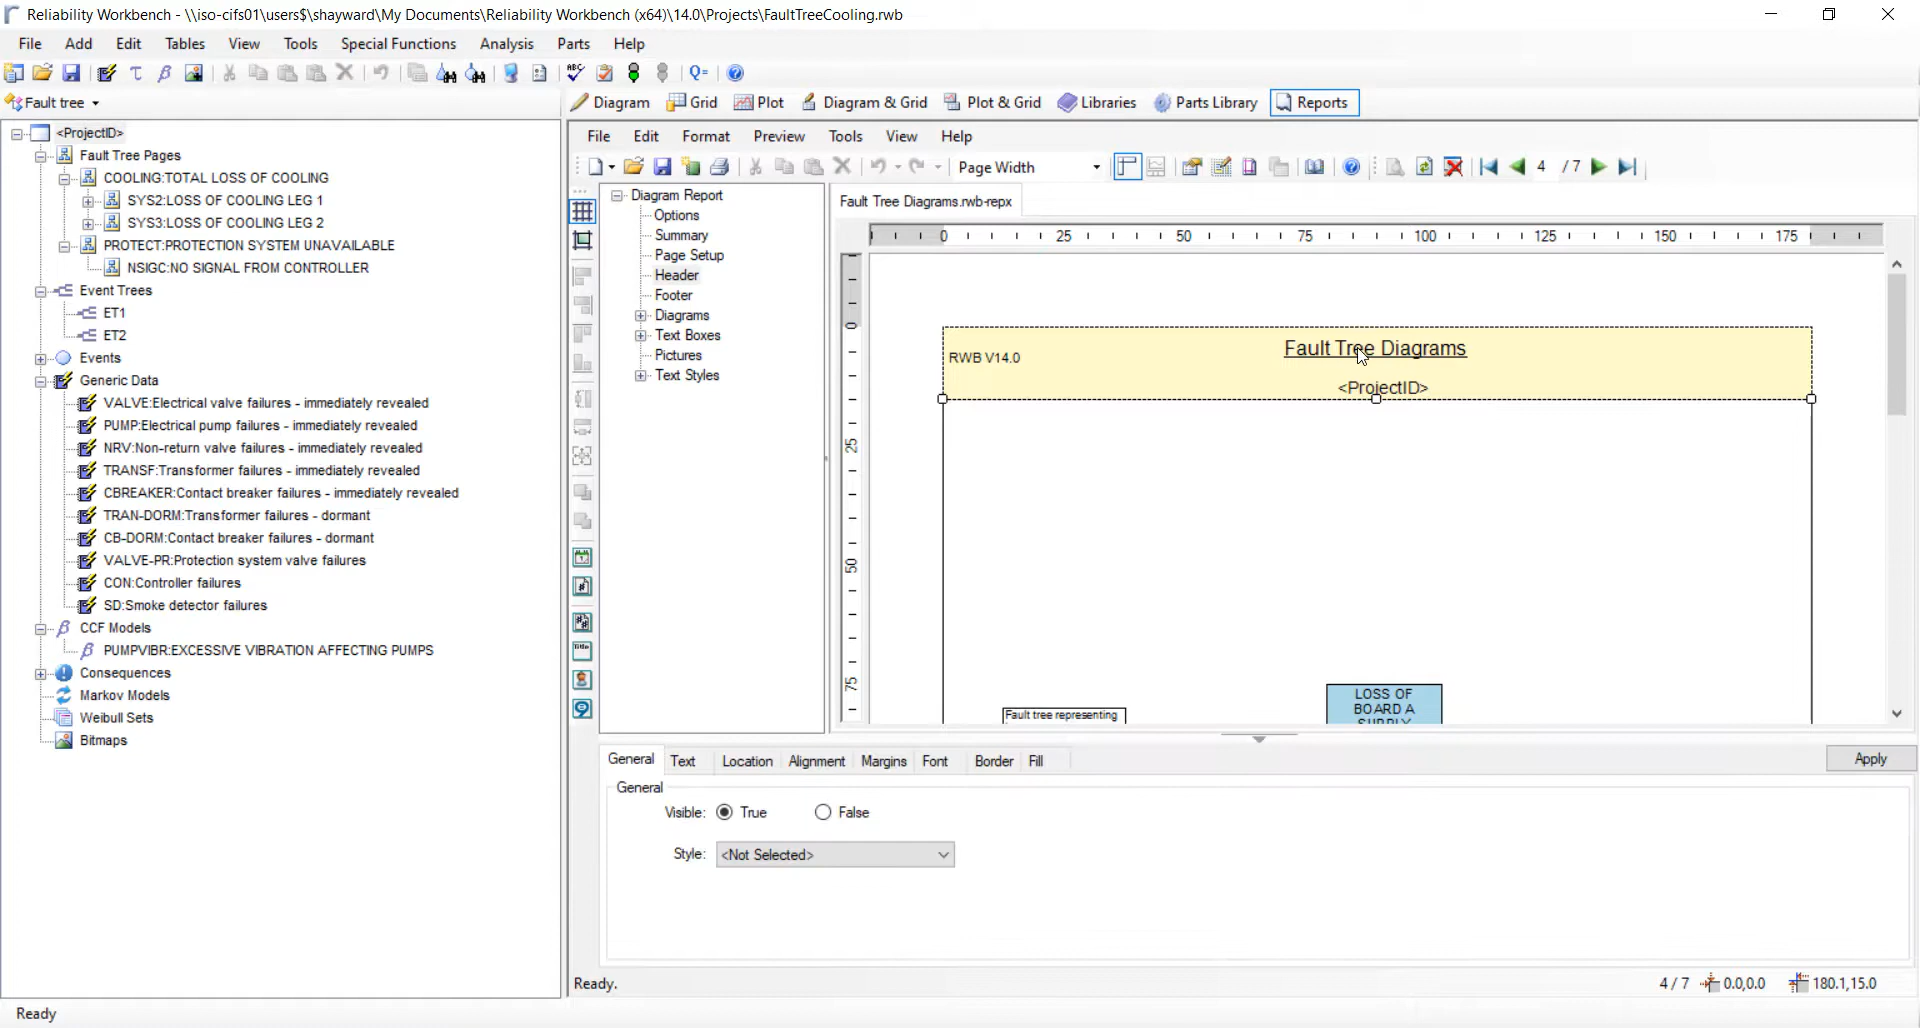 Reliability Workbench - \\iso-cifs01\users$\shayward\My Documents\Reliability Workbench (x64)\14.0\Projects\FaultTreeCooling.rwb
File Add Edit Tables View Tools Special Functions Analysis Parts Help
Fault tree
Diagram Grid Plot Diagram & Grid Plot & Grid Libraries Parts Library Reports
<ProjectID>
Fault Tree Pages
COOLING:TOTAL LOSS OF COOLING
SYS2:LOSS OF COOLING LEG 1
SYS3:LOSS OF COOLING LEG 2
PROTECT:PROTECTION SYSTEM UNAVAILABLE
NSIGC:NO SIGNAL FROM CONTROLLER
Event Trees
ET1
ET2
Events
Generic Data
VALVE:Electrical valve failures - immediately revealed
PUMP:Electrical pump failures - immediately revealed
NRV:Non-return valve failures - immediately revealed
TRANSF:Transformer failures - immediately revealed
CBREAKER:Contact breaker failures - immediately revealed
TRAN-DORM:Transformer failures - dormant
CB-DORM:Contact breaker failures - dormant
VALVE-PR:Protection system valve failures
CON:Controller failures
SD:Smoke detector failures
CCF Models
PUMPVIBR:EXCESSIVE VIBRATION AFFECTING PUMPS
Consequences
Markov Models
Weibull Sets
Bitmaps
File Edit Format Preview Tools View Help
Page Width 4 / 7
Diagram Report
Options
Summary
Page Setup
Header
Footer
Diagrams
Text Boxes
Pictures
Text Styles
Fault Tree Diagrams.rwb-repx
0 25 50 75 100 125 150 175
0
25
50
75
RWB V14.0
Fault Tree Diagrams
<ProjectID>
Fault tree representing
LOSS OF
BOARD A
SUPPLY
General Text Location Alignment Margins Font Border Fill
Apply
General
Visible: True False
Style: <Not Selected>
Ready. 4 / 7 0.0,0.0 180.1,15.0
Ready